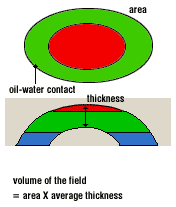 area
oil-water contact
thickness
volume of the field
= area X average thickness